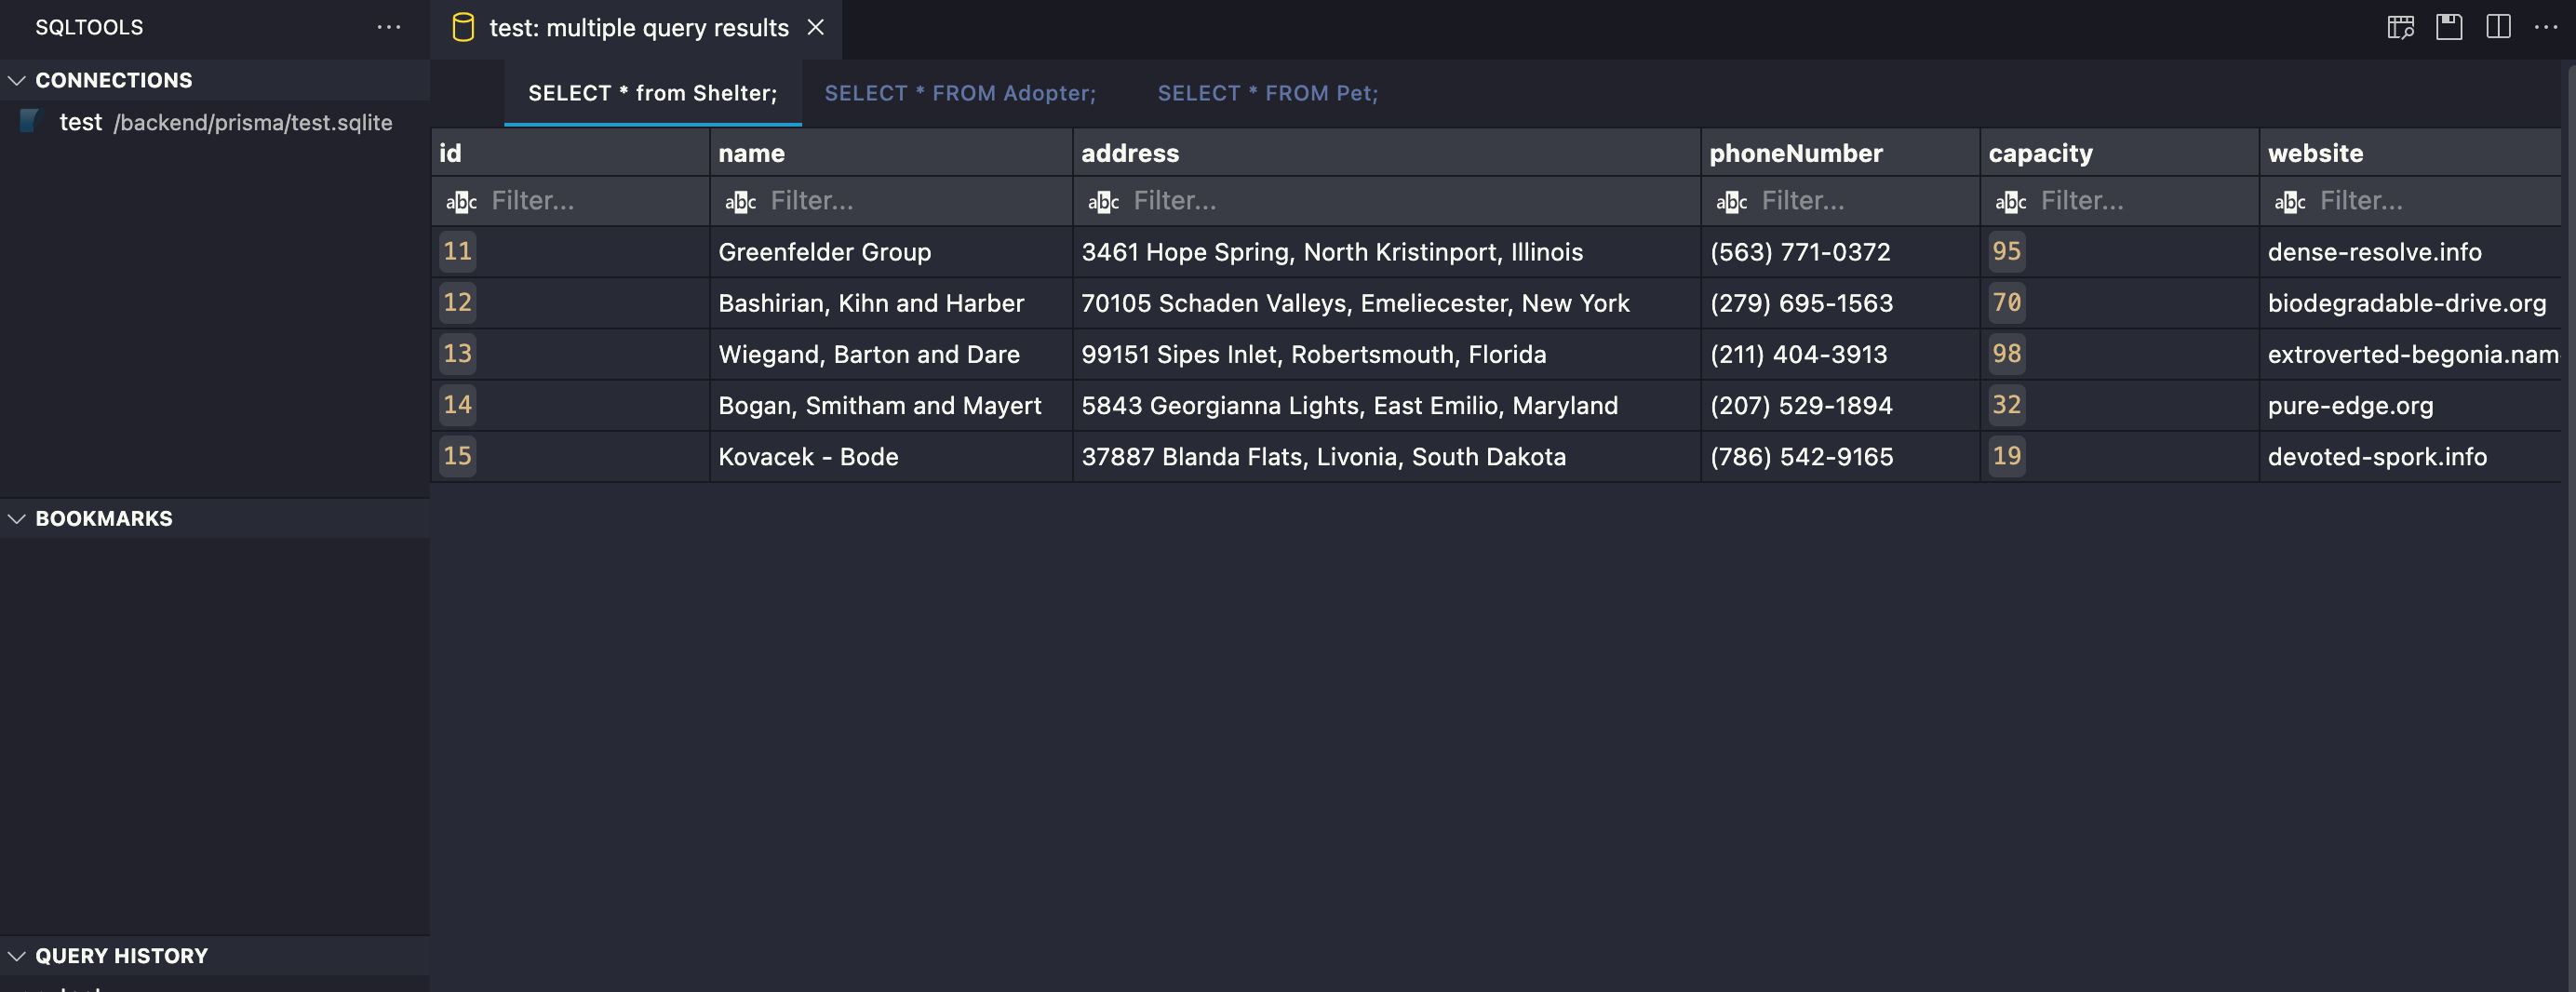 SQLTOOLS
CONNECTIONS
test /backend/prisma/test.sqlite
BOOKMARKS
QUERY HISTORY
test: multiple query results
SELECT * from Shelter; SELECT * FROM Adopter; SELECT * FROM Pet;
id name address phoneNumber capacity website
abc Filter... abc Filter... abc Filter... abc Filter... abc Filter... abc Filter...
11 Greenfelder Group 3461 Hope Spring, North Kristinport, Illinois (563) 771-0372 95 dense-resolve.info
12 Bashirian, Kihn and Harber 70105 Schaden Valleys, Emeliecester, New York (279) 695-1563 70 biodegradable-drive.org
13 Wiegand, Barton and Dare 99151 Sipes Inlet, Robertsmouth, Florida (211) 404-3913 98 extroverted-begonia.nam
14 Bogan, Smitham and Mayert 5843 Georgianna Lights, East Emilio, Maryland (207) 529-1894 32 pure-edge.org
15 Kovacek - Bode 37887 Blanda Flats, Livonia, South Dakota (786) 542-9165 19 devoted-spork.info